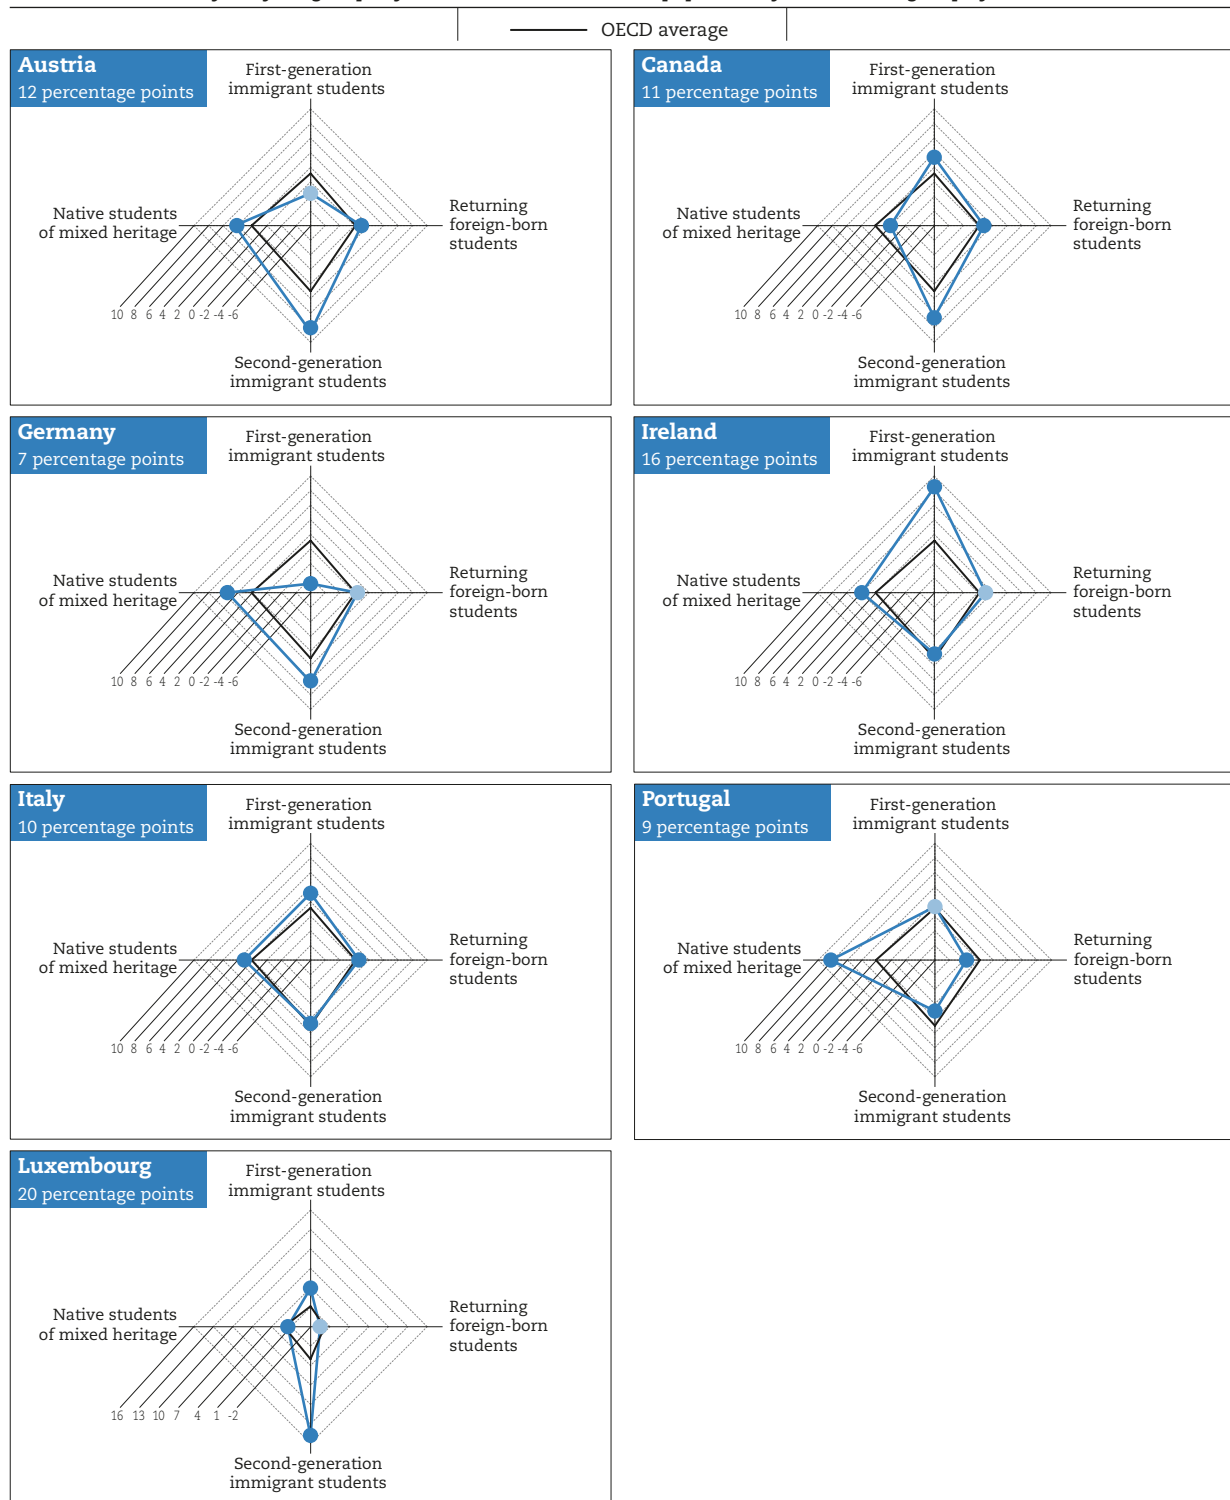 OECD average
Austria
12 percentage points
First-generation
immigrant students
Native students
of mixed heritage
Returning
foreign-born
students
10 8 6 4 2 0 -2 -4 -6
Second-generation
immigrant students
Canada
11 percentage points
First-generation
immigrant students
Native students
of mixed heritage
Returning
foreign-born
students
10 8 6 4 2 0 -2 -4 -6
Second-generation
immigrant students
Germany
7 percentage points
First-generation
immigrant students
Native students
of mixed heritage
Returning
foreign-born
students
10 8 6 4 2 0 -2 -4 -6
Second-generation
immigrant students
Ireland
16 percentage points
First-generation
immigrant students
Native students
of mixed heritage
Returning
foreign-born
students
10 8 6 4 2 0 -2 -4 -6
Second-generation
immigrant students
Italy
10 percentage points
First-generation
immigrant students
Native students
of mixed heritage
Returning
foreign-born
students
10 8 6 4 2 0 -2 -4 -6
Second-generation
immigrant students
Portugal
9 percentage points
First-generation
immigrant students
Native students
of mixed heritage
Returning
foreign-born
students
10 8 6 4 2 0 -2 -4 -6
Second-generation
immigrant students
Luxembourg
20 percentage points
First-generation
immigrant students
Native students
of mixed heritage
Returning
foreign-born
students
16 13 10 7 4 1 -2
Second-generation
immigrant students